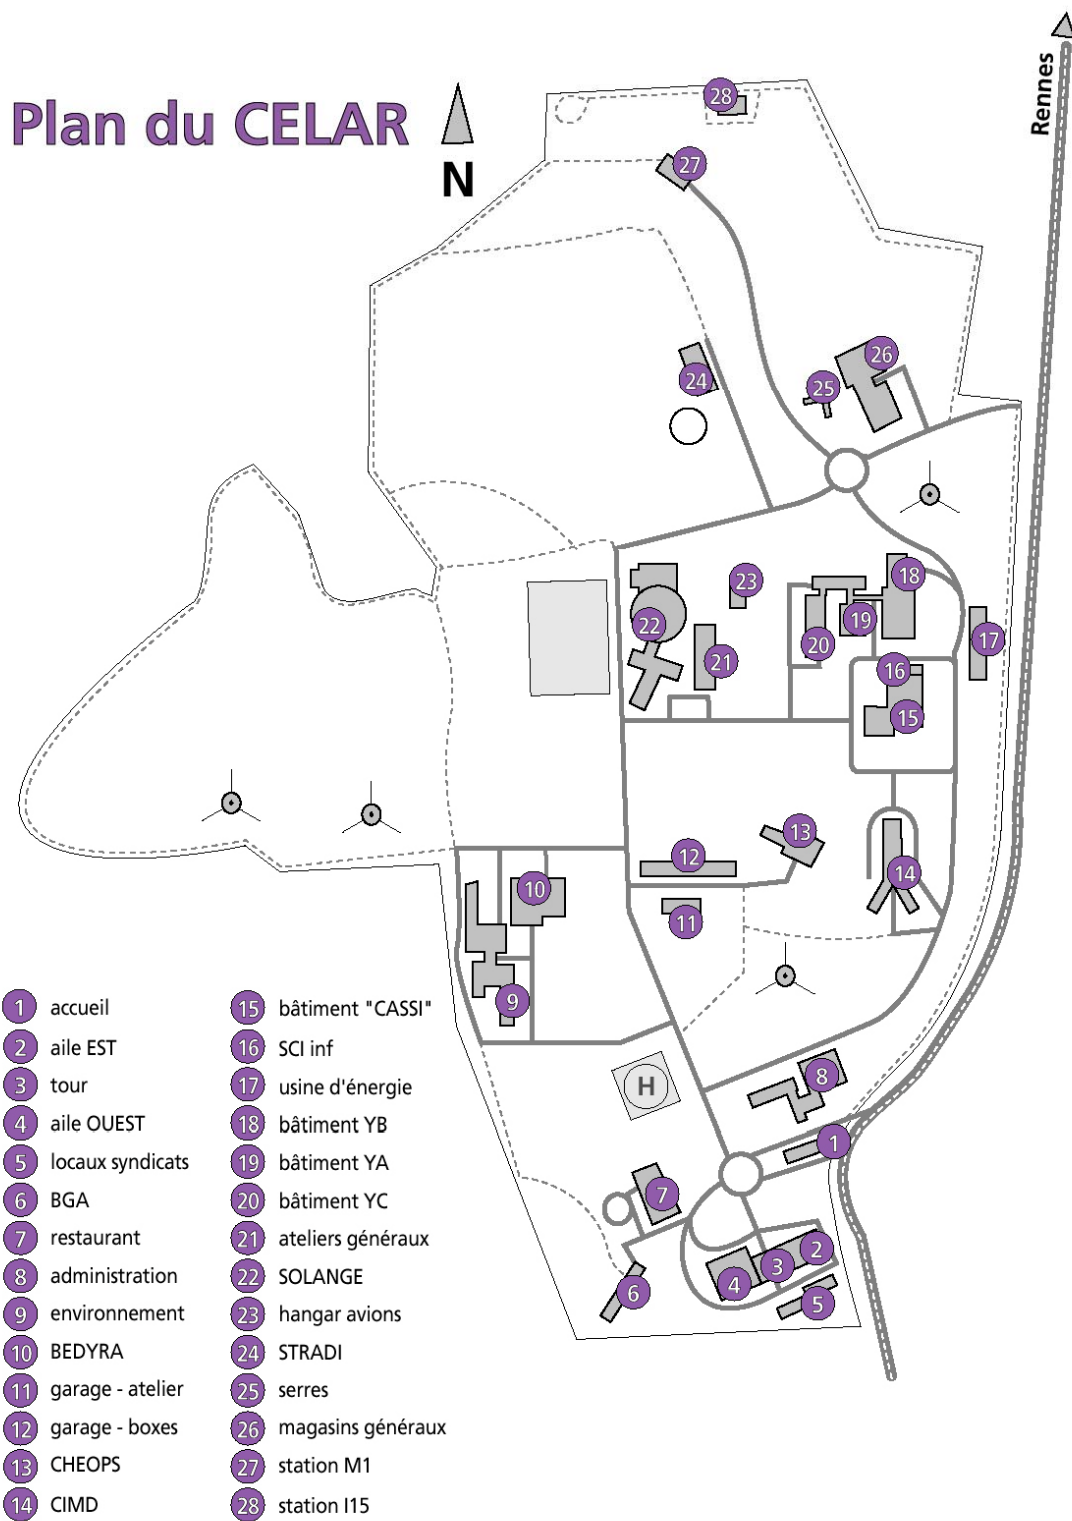 Plan du CELAR
N
Rennes
28
27
26
25
24
23
22
21
20
19
18
17
16
15
14
13
12
11
10
9
8
H
1
7
2
3
4
5
6
1 accueil
2 aile EST
3 tour
4 aile OUEST
5 locaux syndicats
6 BGA
7 restaurant
8 administration
9 environnement
10 BEDYRA
11 garage - atelier
12 garage - boxes
13 CHEOPS
14 CIMD
15 bâtiment "CASSI"
16 SCI inf
17 usine d'énergie
18 bâtiment YB
19 bâtiment YA
20 bâtiment YC
21 ateliers généraux
22 SOLANGE
23 hangar avions
24 STRADI
25 serres
26 magasins généraux
27 station M1
28 station I15